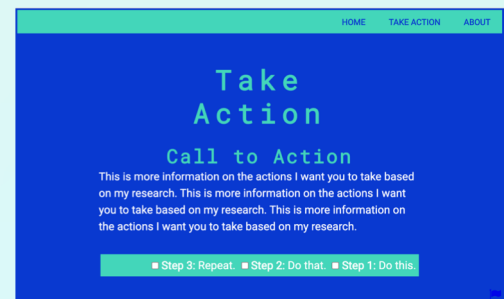 HOME TAKE ACTION ABOUT
Take
Action
Call to Action
This is more information on the actions I want you to take based
on my research. This is more information on the actions I want
you to take based on my research. This is more information on
the actions I want you to take based on my research.
Step 3: Repeat. Step 2: Do that. Step 1: Do this.